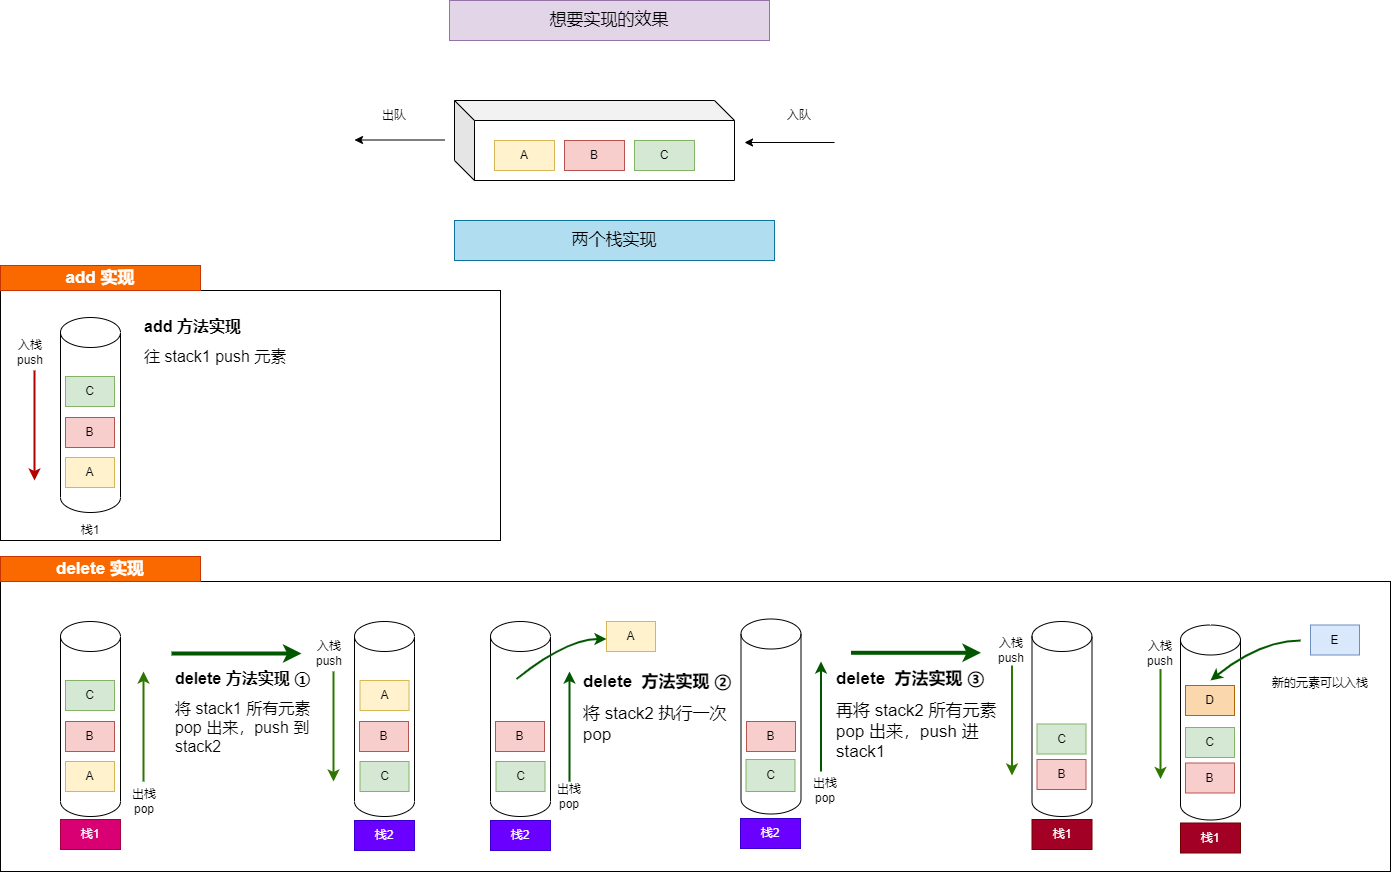 想要实现的效果
出队
入队
A
B
C
两个栈实现
add 实现
add 方法实现
往 stack1 push 元素
入栈
push
C
B
A
栈1
delete 实现
C
B
A
栈1
出栈
pop
delete 方法实现 ①
将 stack1 所有元素
pop 出来，push 到
stack2
入栈
push
A
B
C
栈2
B
C
栈2
A
出栈
pop
delete  方法实现 ②
将 stack2 执行一次
pop
B
C
栈2
出栈
pop
delete  方法实现 ③
再将 stack2 所有元素
pop 出来，push 进
stack1
入栈
push
C
B
栈1
入栈
push
D
C
B
栈1
E
新的元素可以入栈